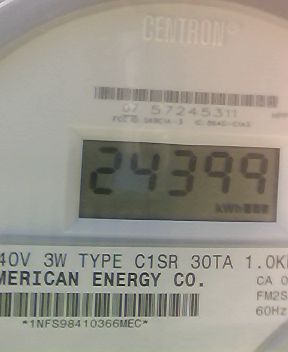 CENTRON®
07 57245311
24399
kWh
40V 3W TYPE C1SR 30TA 1.0K
MERICAN ENERGY CO.
CA 0
FM2S
60Hz
*1NFS98410366MEC*